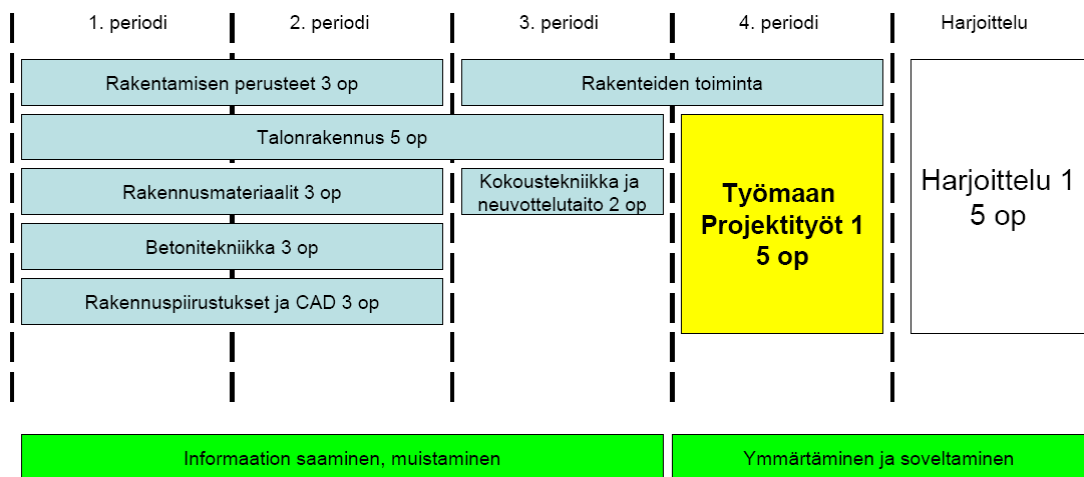 1. periodi
2. periodi
3. periodi
4. periodi
Harjoittelu
Rakentamisen perusteet 3 op
Rakenteiden toiminta
Talonrakennus 5 op
Rakennusmateriaalit 3 op
Kokoustekniikka ja
neuvottelutaito 2 op
Betonitekniikka 3 op
Rakennuspiirustukset ja CAD 3 op
Työmaan
Projektityöt 1
5 op
Harjoittelu 1
5 op
Informaation saaminen, muistaminen
Ymmärtäminen ja soveltaminen